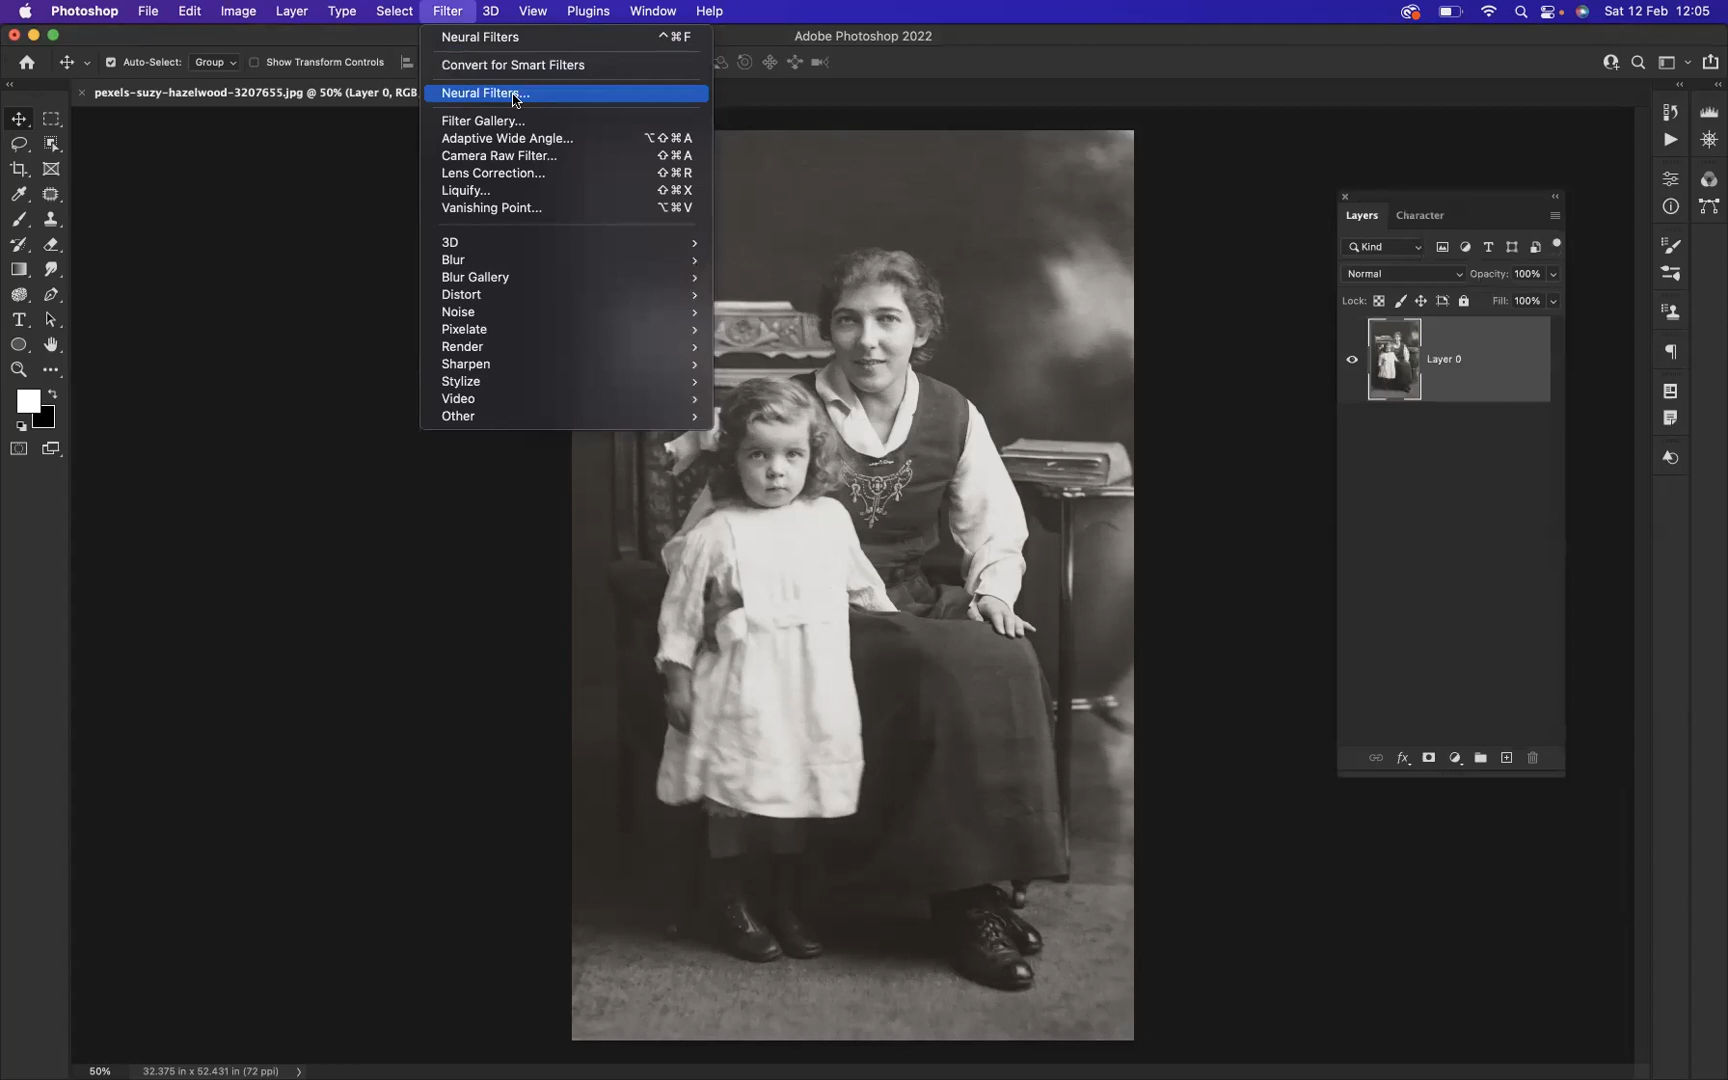 Photoshop File Edit Image Layer Type Select Filter 3D View Plugins Window Help Sat 12 Feb 12:05
Adobe Photoshop 2022
Auto-Select: Group Show Transform Controls
pexels-suzy-hazelwood-3207655.jpg @ 50% (Layer 0, RGB
Neural Filters ⌃⌘F
Convert for Smart Filters
Neural Filters...
Filter Gallery...
Adaptive Wide Angle... ⌥⇧⌘A
Camera Raw Filter... ⇧⌘A
Lens Correction... ⇧⌘R
Liquify... ⇧⌘X
Vanishing Point... ⌥⌘V
3D
Blur
Blur Gallery
Distort
Noise
Pixelate
Render
Sharpen
Stylize
Video
Other
Layers Character
Kind
Normal Opacity: 100%
Lock: Fill: 100%
Layer 0
50% 32.375 in x 52.431 in (72 ppi)